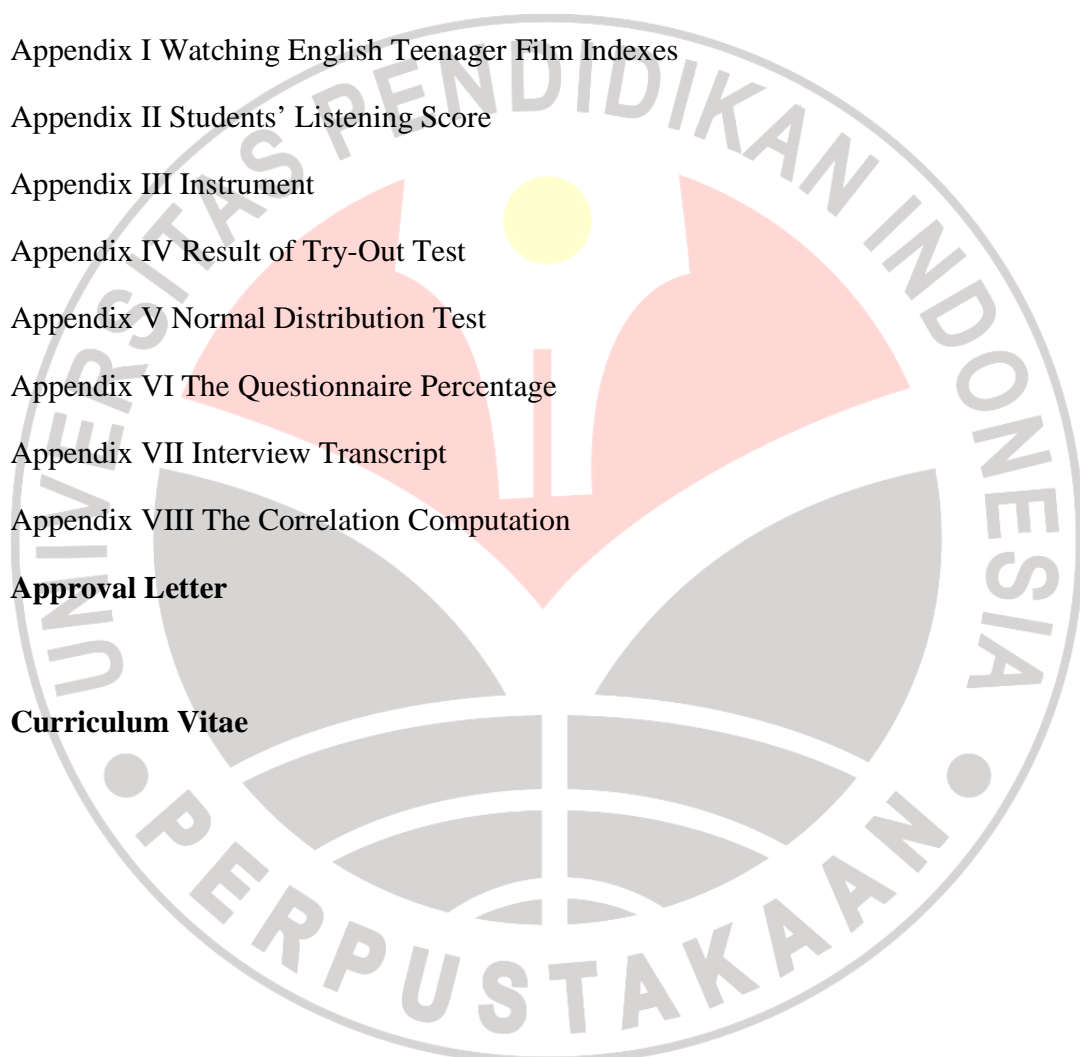 Appendix I Watching English Teenager Film Indexes
Appendix II Students’ Listening Score
Appendix III Instrument
Appendix IV Result of Try-Out Test
Appendix V Normal Distribution Test
Appendix VI The Questionnaire Percentage
Appendix VII Interview Transcript
Appendix VIII The Correlation Computation
Approval Letter
Curriculum Vitae
UNIVERSITAS PENDIDIKAN INDONESIA
PERPUSTAKAAN